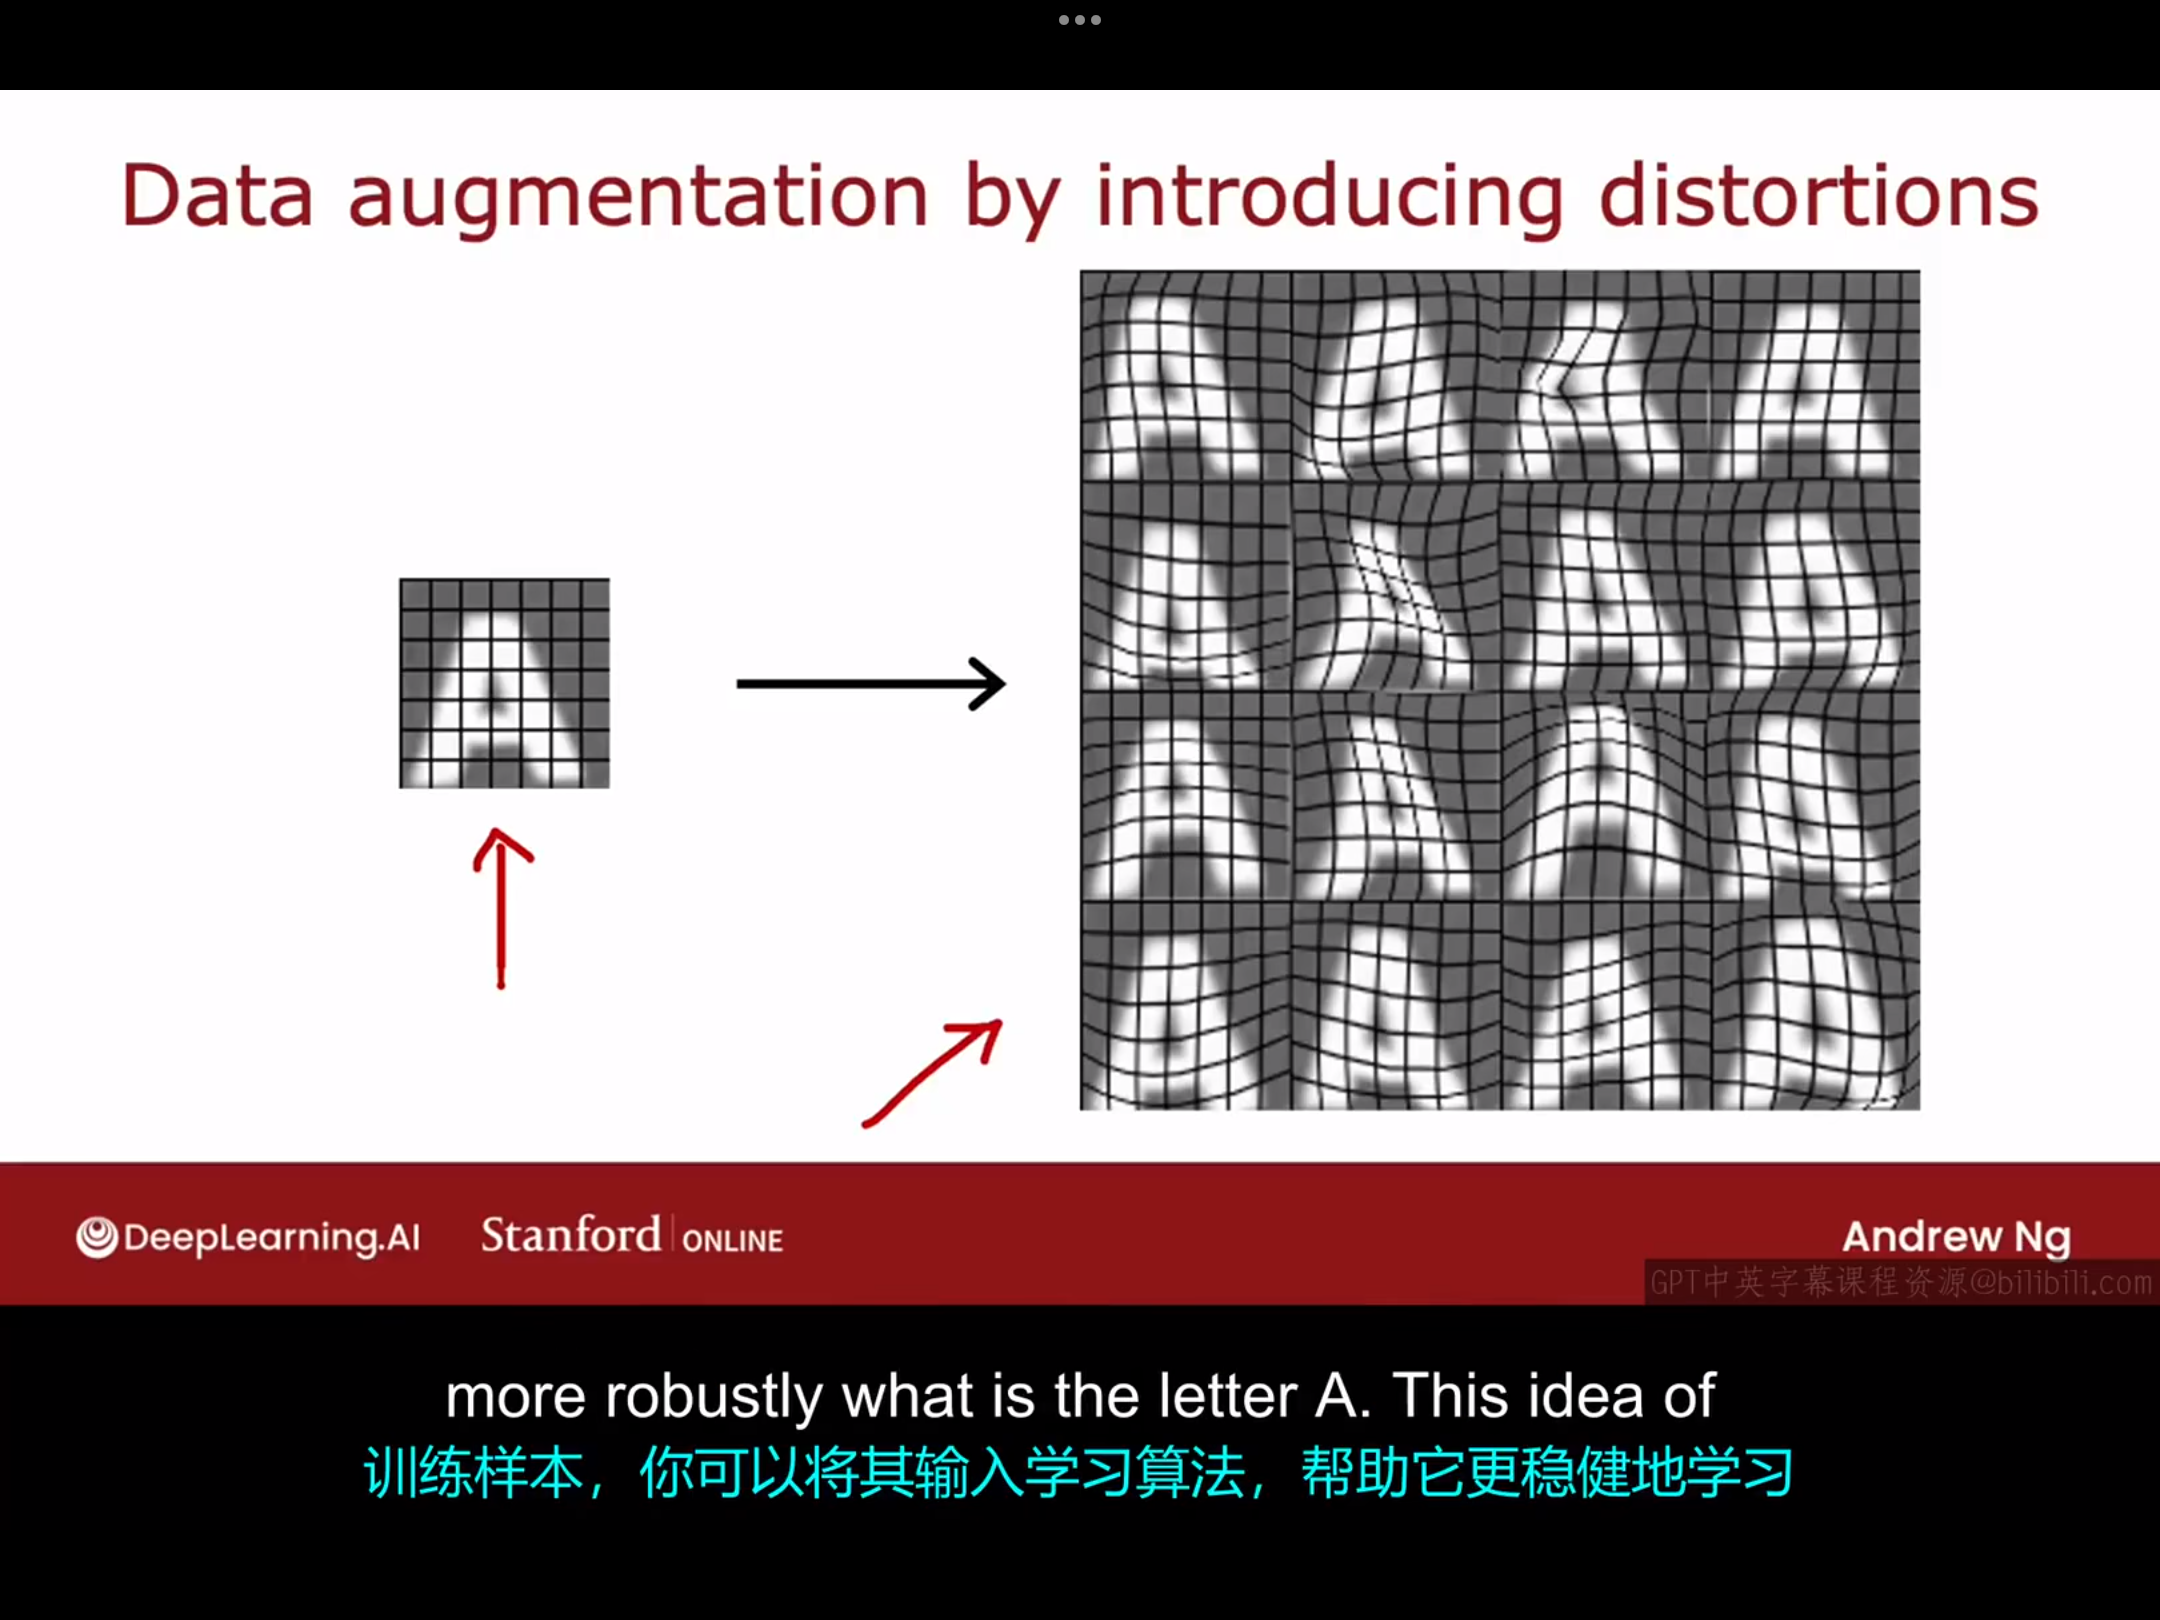 Data augmentation by introducing distortions
DeepLearning.AI
Stanford | ONLINE
Andrew Ng
GPT中英字幕课程资源@bilibili.com
more robustly what is the letter A. This idea of
训练样本，你可以将其输入学习算法，帮助它更稳健地学习